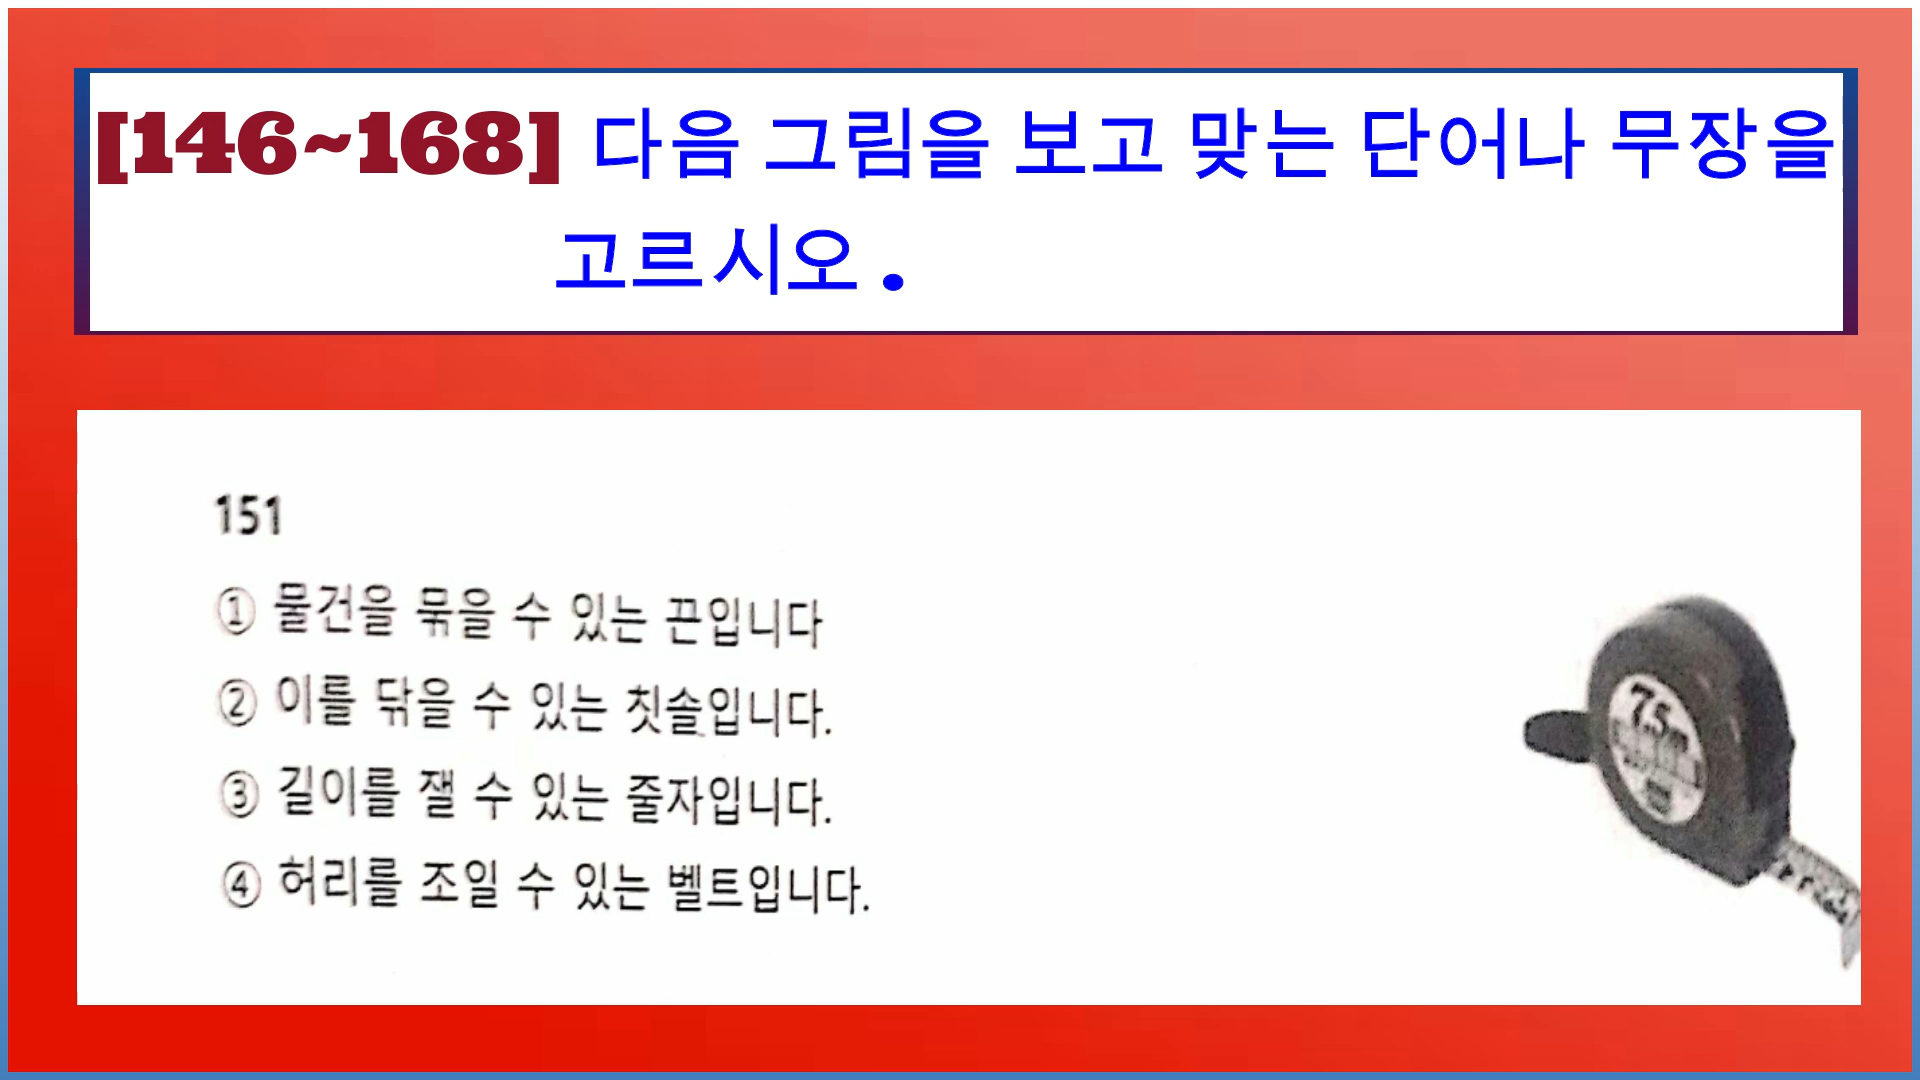 [146~168] 다음 그림을 보고 맞는 단어나 무장을
고르시오.
151
① 물건을 묶을 수 있는 끈입니다
② 이를 닦을 수 있는 칫솔입니다.
③ 길이를 잴 수 있는 줄자입니다.
④ 허리를 조일 수 있는 벨트입니다.
7.5m